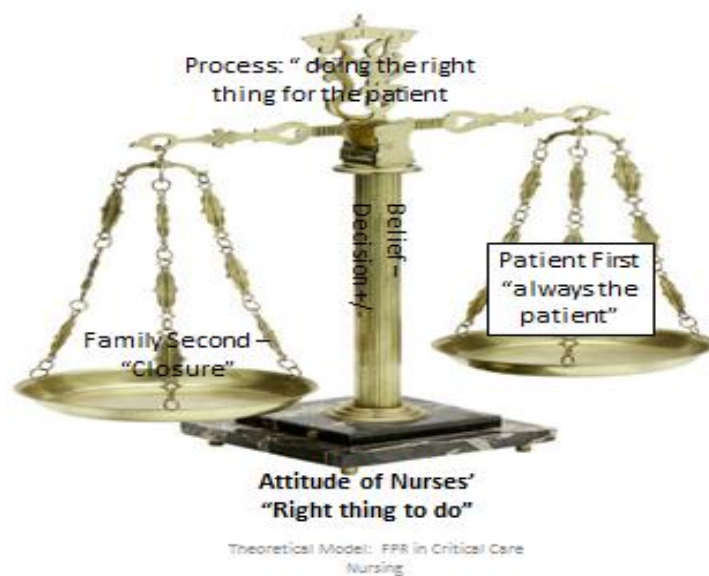 Process: “ doing the right
thing for the patient
Belief –
Decision +/-
Patient First
“always the
patient”
Family Second –
“Closure”
Attitude of Nurses’
“Right thing to do”
Theoretical Model: FPR in Critical Care
Nursing